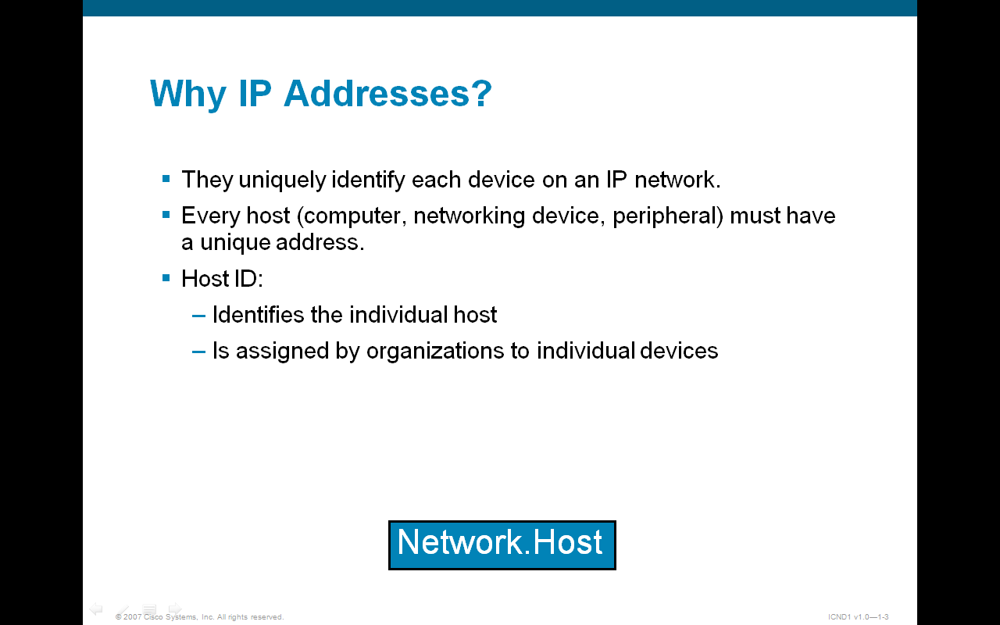 Why IP Addresses?
They uniquely identify each device on an IP network.
Every host (computer, networking device, peripheral) must have
a unique address.
Host ID:
– Identifies the individual host
– Is assigned by organizations to individual devices
Network.Host
© 2007 Cisco Systems, Inc. All rights reserved.
ICND1 v1.0—1-3